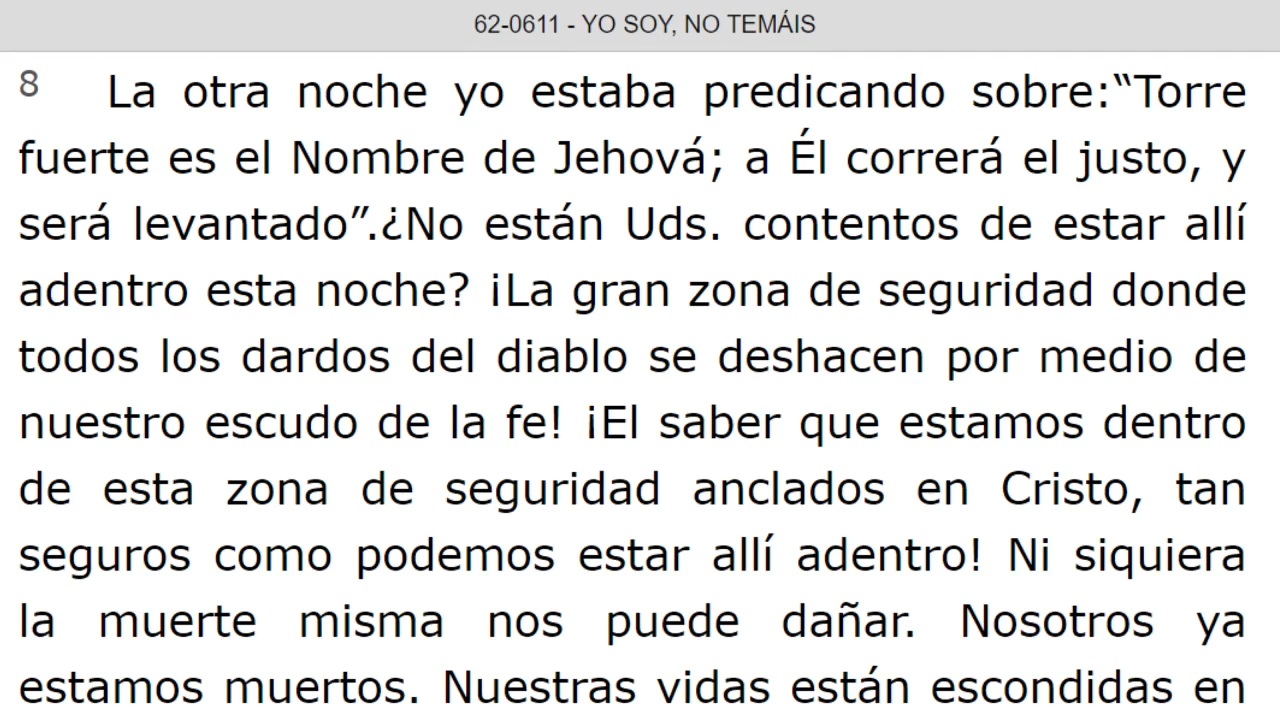 62-0611 - YO SOY, NO TEMÁIS
8 La otra noche yo estaba predicando sobre:“Torre
fuerte es el Nombre de Jehová; a Él correrá el justo, y
será levantado”.¿No están Uds. contentos de estar allí
adentro esta noche? ¡La gran zona de seguridad donde
todos los dardos del diablo se deshacen por medio de
nuestro escudo de la fe! ¡El saber que estamos dentro
de esta zona de seguridad anclados en Cristo, tan
seguros como podemos estar allí adentro! Ni siquiera
la muerte misma nos puede dañar. Nosotros ya
estamos muertos. Nuestras vidas están escondidas en